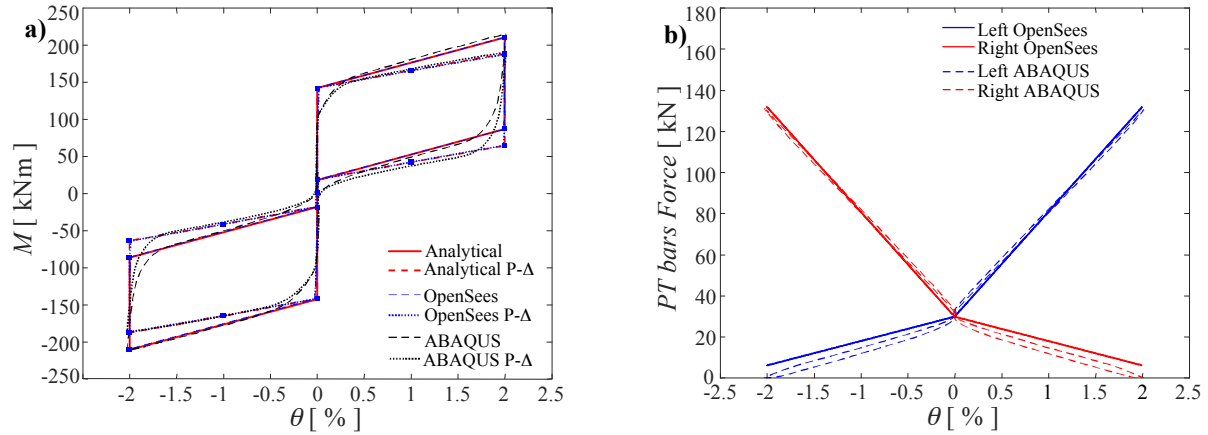 a)
250
200
150
100
50
0
-50
-100
-150
-200
-250
M [ kNm ]
-2 -1.5 -1 -0.5 0 0.5 1 1.5 2 2.5
θ [ % ]
Analytical
Analytical P-Δ
OpenSees
OpenSees P-Δ
ABAQUS
ABAQUS P-Δ
b)
180
160
140
120
100
80
60
40
20
0
PT bars Force [ kN ]
-2 -1.5 -1 -0.5 0 0.5 1 1.5 2 2.5
θ [ % ]
Left OpenSees
Right OpenSees
Left ABAQUS
Right ABAQUS